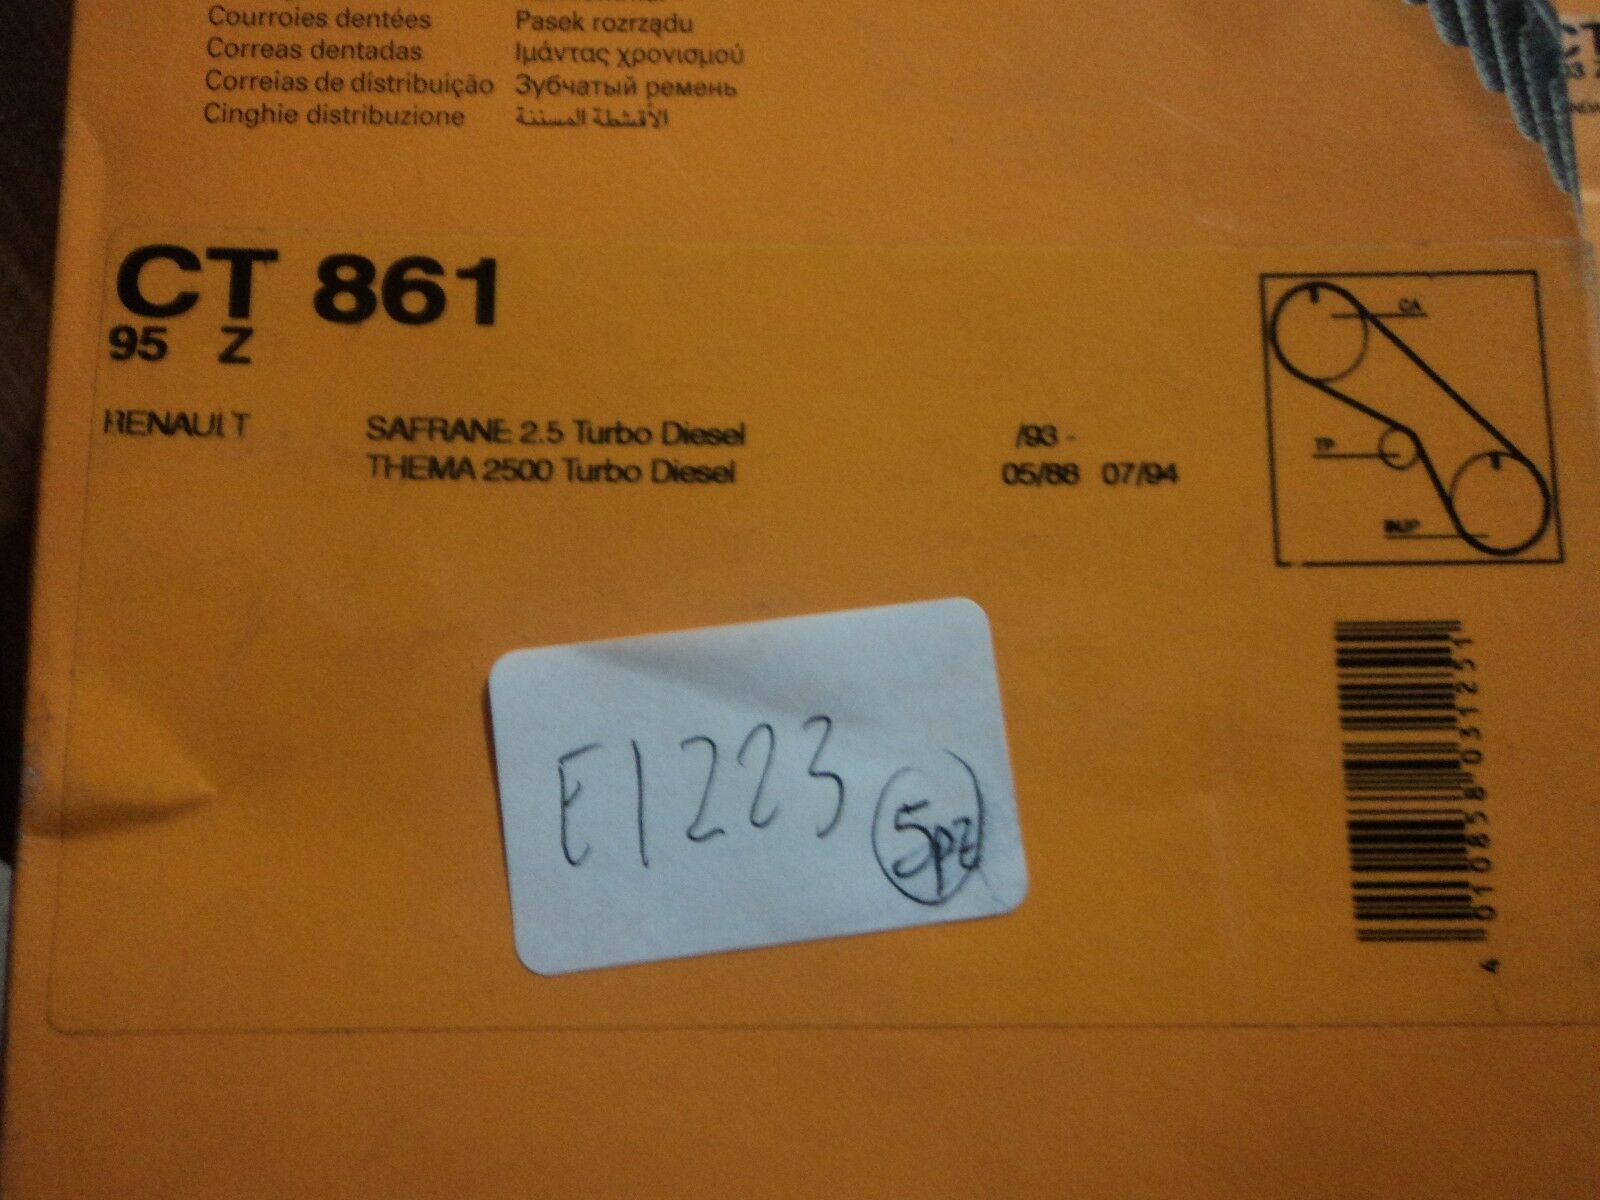 Courroies dentées
Correas dentadas
Correias de distribuição
Cinghie distribuzione
Pasek rozrządu
Ιμάντας χρονισμού
Зубчатый ремень
الأقشطة المسننة
CT 861
95 Z
RENAULT
SAFRANE 2.5 Turbo Diesel /93 -
THEMA 2500 Turbo Diesel 05/88 07/94
CA
TP
INJP
E1223 5pz
4 010858 031251
CT